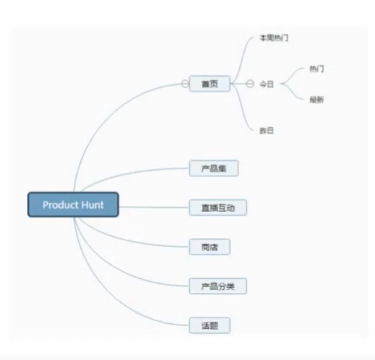 本周热门
热门
首页
今日
最新
昨日
产品集
Product Hunt
直播互动
商店
产品分类
话题